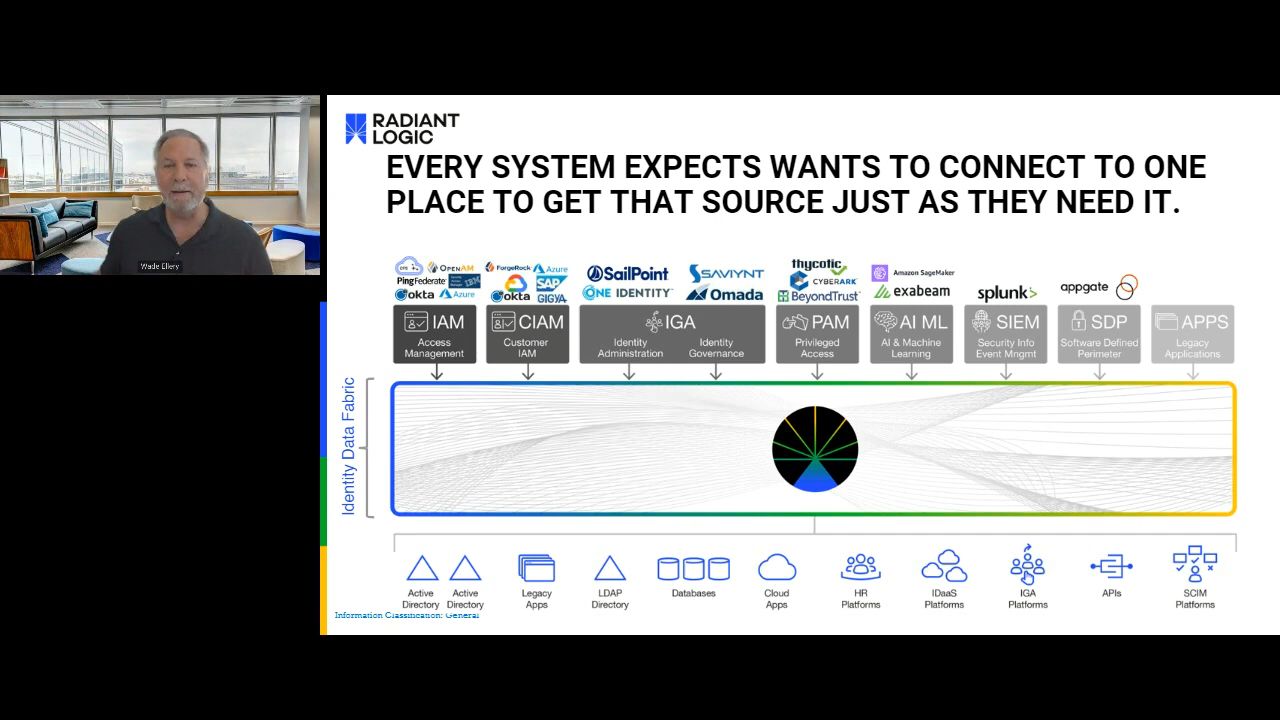 Wade Ellery
RADIANT
LOGIC
EVERY SYSTEM EXPECTS WANTS TO CONNECT TO ONE
PLACE TO GET THAT SOURCE JUST AS THEY NEED IT.
OpenAM
PingFederate
IBM
okta
Azure
ForgeRock
Azure
okta
SAP
GIGYA
SailPoint
SAVIYNT
ONE IDENTITY
Omada
thycotic
CYBERARK
BeyondTrust
Amazon SageMaker
exabeam
splunk>
appgate
IAM
Access
Management
CIAM
Customer
IAM
IGA
Identity
Administration
Identity
Governance
PAM
Privileged
Access
AI ML
AI & Machine
Learning
SIEM
Security Info
Event Mngmt
SDP
Software Defined
Perimeter
APPS
Legacy
Applications
Identity Data Fabric
Active
Directory
Active
Directory
Legacy
Apps
LDAP
Directory
Databases
Cloud
Apps
HR
Platforms
IDaaS
Platforms
IGA
Platforms
APIs
SCIM
Platforms
Information Classification: General